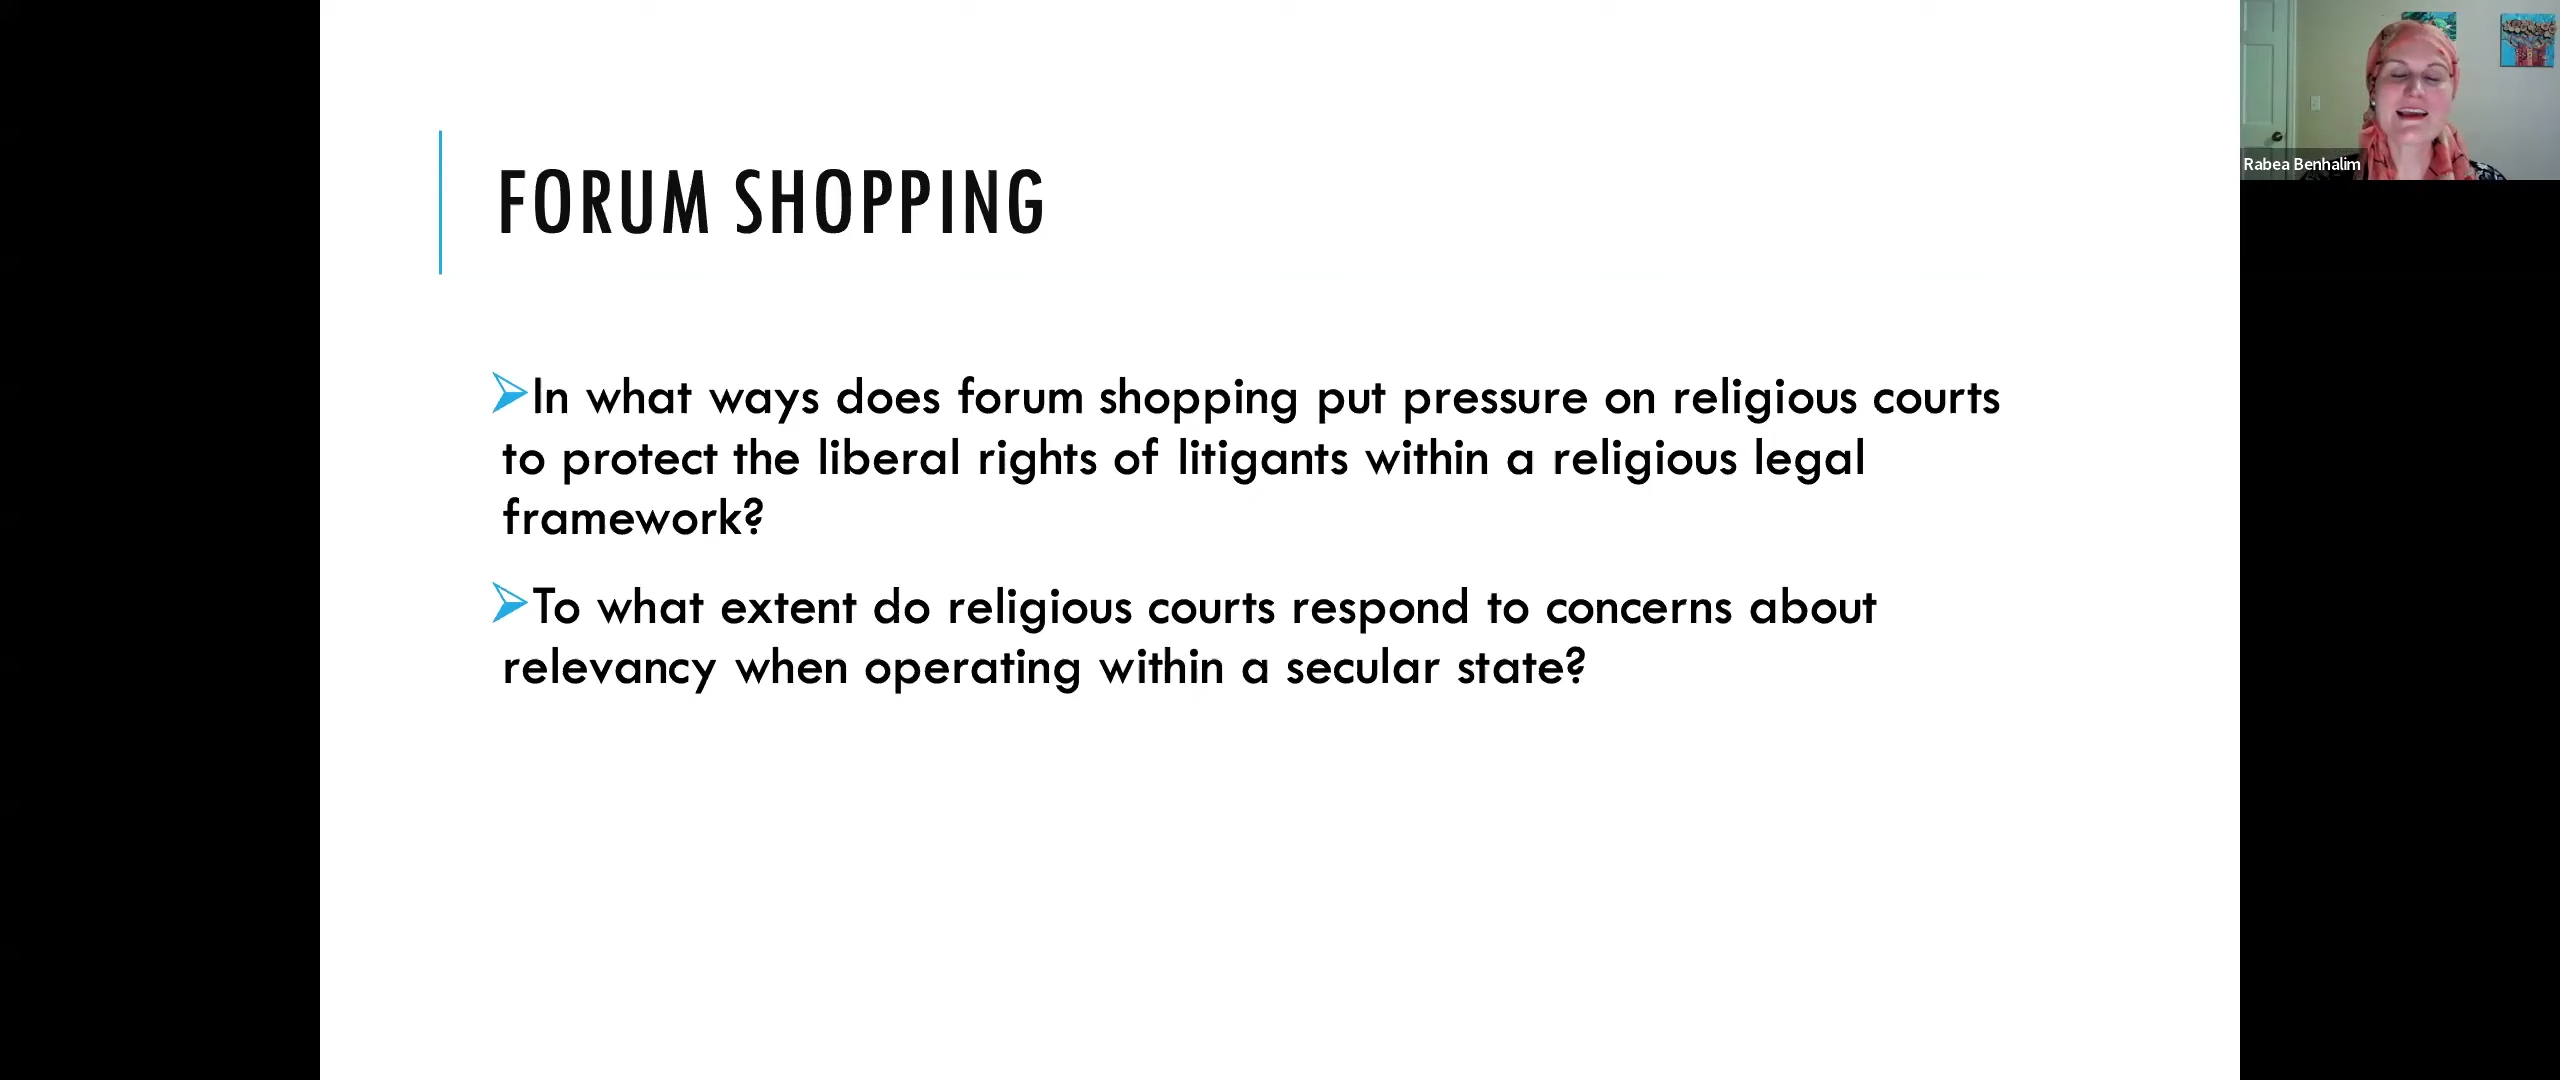 FORUM SHOPPING
In what ways does forum shopping put pressure on religious courts
to protect the liberal rights of litigants within a religious legal
framework?
To what extent do religious courts respond to concerns about
relevancy when operating within a secular state?
Rabea Benhalim